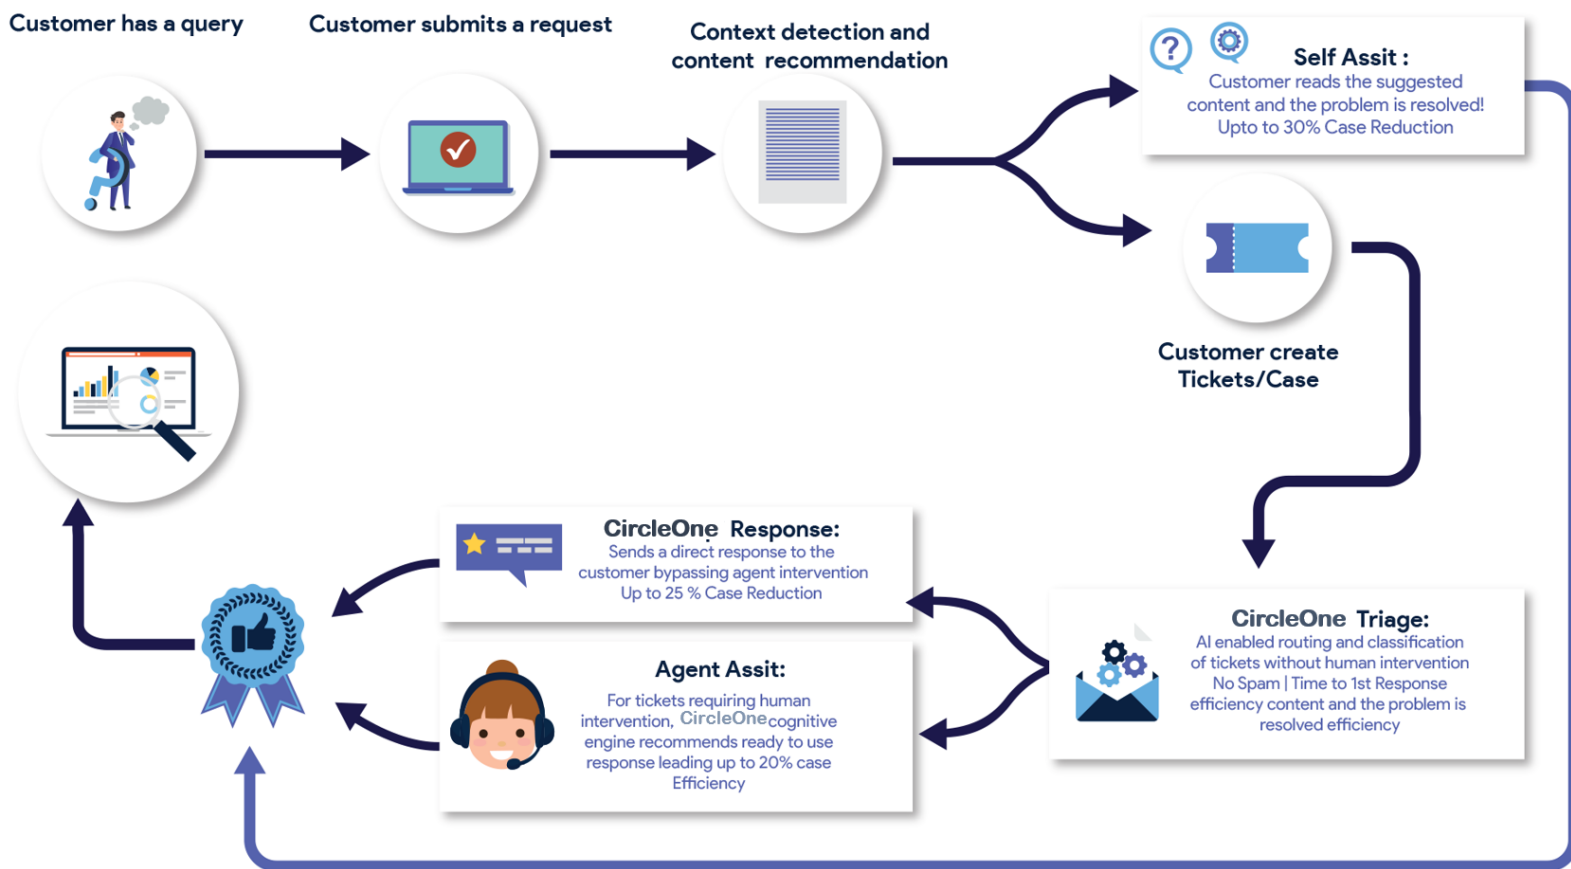 Customer has a query
Customer submits a request
Context detection and
content recommendation
Self Assit :
Customer reads the suggested
content and the problem is resolved!
Upto to 30% Case Reduction
Customer create
Tickets/Case
CircleOne Response:
Sends a direct response to the
customer bypassing agent intervention
Up to 25 % Case Reduction
CircleOne Triage:
AI enabled routing and classification
of tickets without human intervention
No Spam | Time to 1st Response
efficiency content and the problem is
resolved efficiency
Agent Assit:
For tickets requiring human
intervention, CircleOne cognitive
engine recommends ready to use
response leading up to 20% case
Efficiency